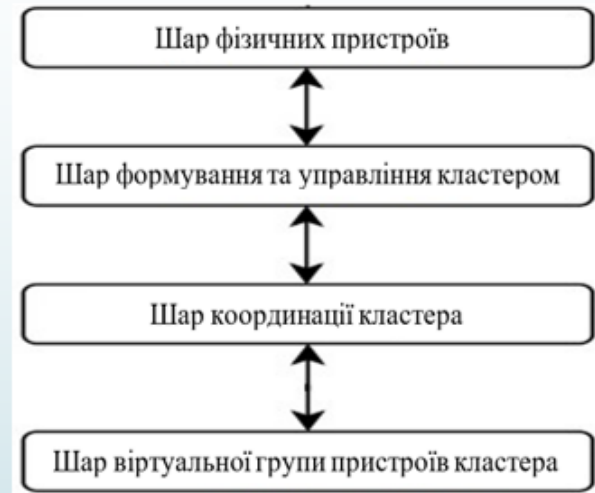 Шар фізичних пристроїв
Шар формування та управління кластером
Шар координації кластера
Шар віртуальної групи пристроїв кластера